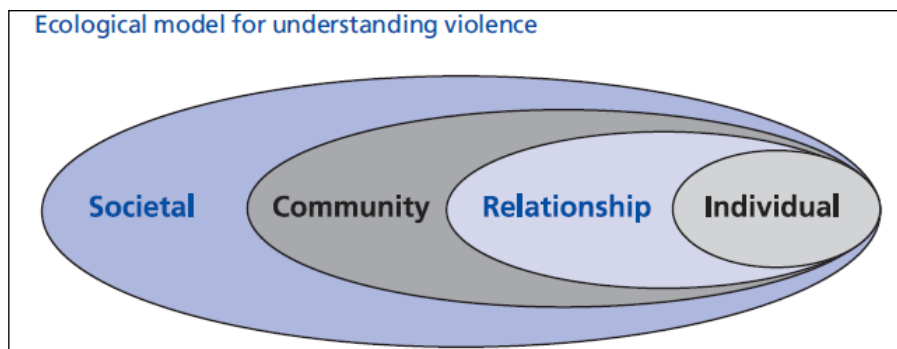 Ecological model for understanding violence
Societal Community Relationship Individual